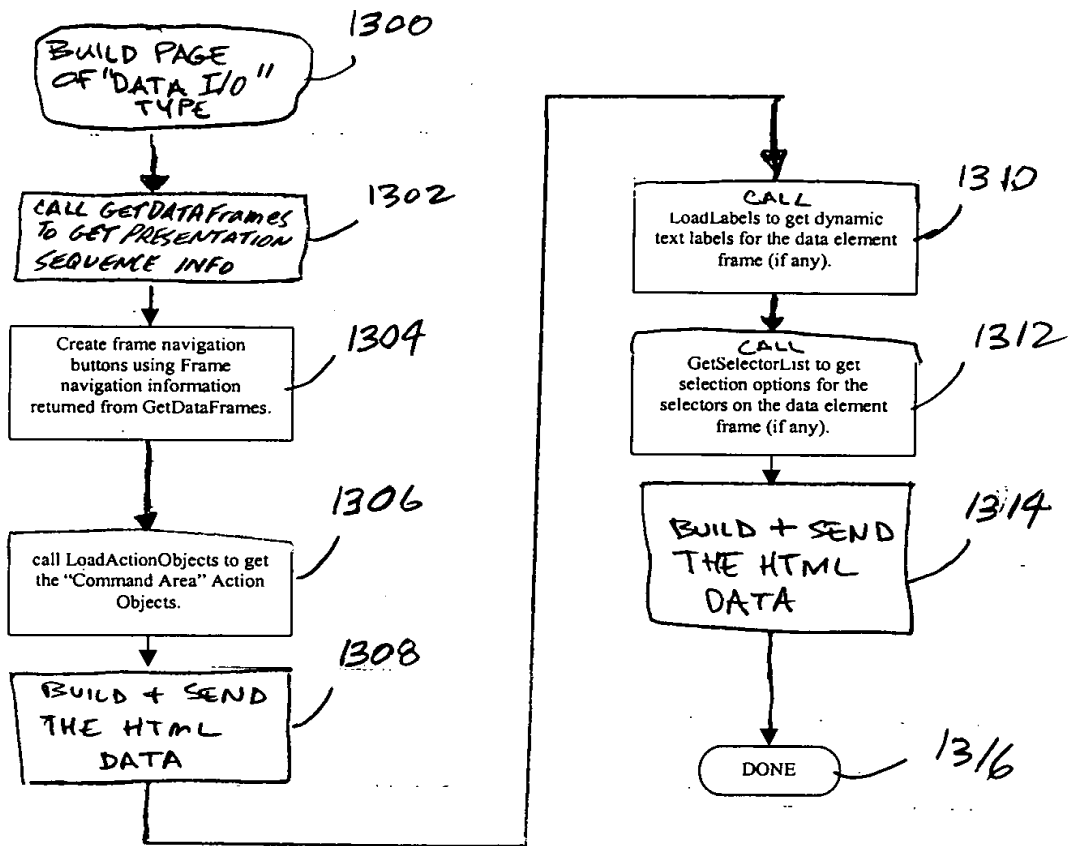 1300
BUILD PAGE
OF "DATA I/O"
TYPE
1302
CALL GETDATAFrames
TO GET PRESENTATION
SEQUENCE INFO
1304
Create frame navigation
buttons using Frame
navigation information
returned from GetDataFrames.
1306
call LoadActionObjects to get
the "Command Area" Action
Objects.
1308
BUILD + SEND
THE HTML
DATA
1310
CALL
LoadLabels to get dynamic
text labels for the data element
frame (if any).
1312
CALL
GetSelectorList to get
selection options for the
selectors on the data element
frame (if any).
1314
BUILD + SEND
THE HTML
DATA
DONE
1316